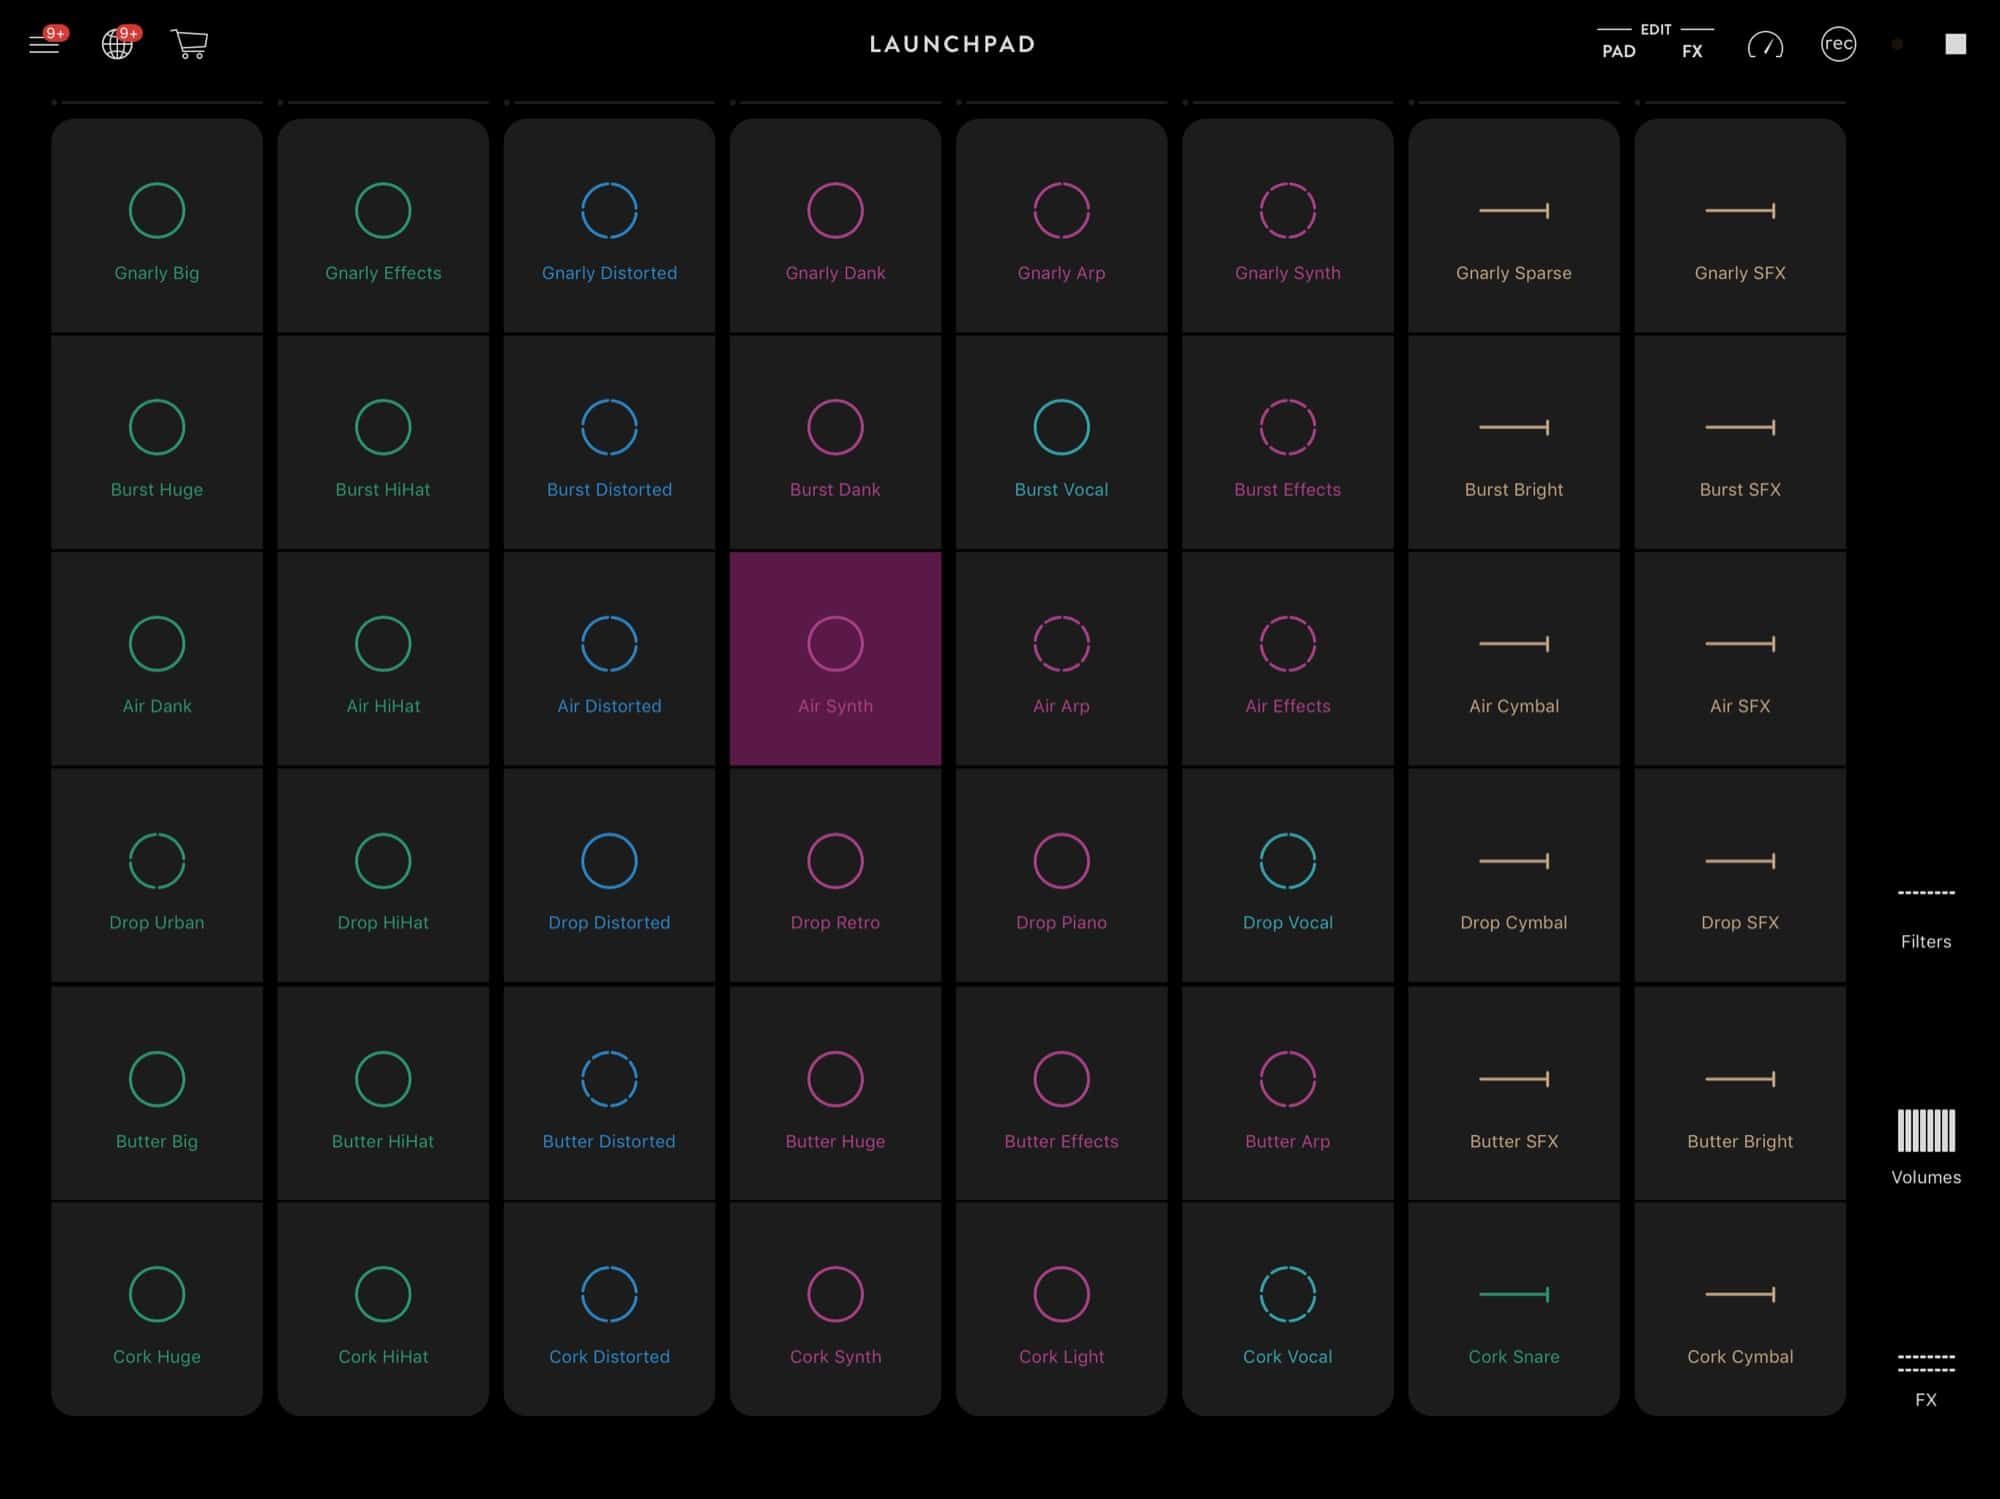 9+
9+
LAUNCHPAD
EDIT
PAD FX
rec
Gnarly Big
Gnarly Effects
Gnarly Distorted
Gnarly Dank
Gnarly Arp
Gnarly Synth
Gnarly Sparse
Gnarly SFX
Burst Huge
Burst HiHat
Burst Distorted
Burst Dank
Burst Vocal
Burst Effects
Burst Bright
Burst SFX
Air Dank
Air HiHat
Air Distorted
Air Synth
Air Arp
Air Effects
Air Cymbal
Air SFX
Drop Urban
Drop HiHat
Drop Distorted
Drop Retro
Drop Piano
Drop Vocal
Drop Cymbal
Drop SFX
Filters
Butter Big
Butter HiHat
Butter Distorted
Butter Huge
Butter Effects
Butter Arp
Butter SFX
Butter Bright
Volumes
Cork Huge
Cork HiHat
Cork Distorted
Cork Synth
Cork Light
Cork Vocal
Cork Snare
Cork Cymbal
FX